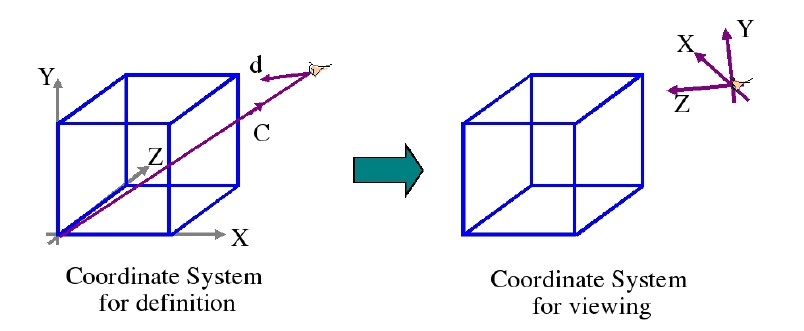 Y
d
C
Z
X
Coordinate System
for definition
Y
X
Z
Coordinate System
for viewing